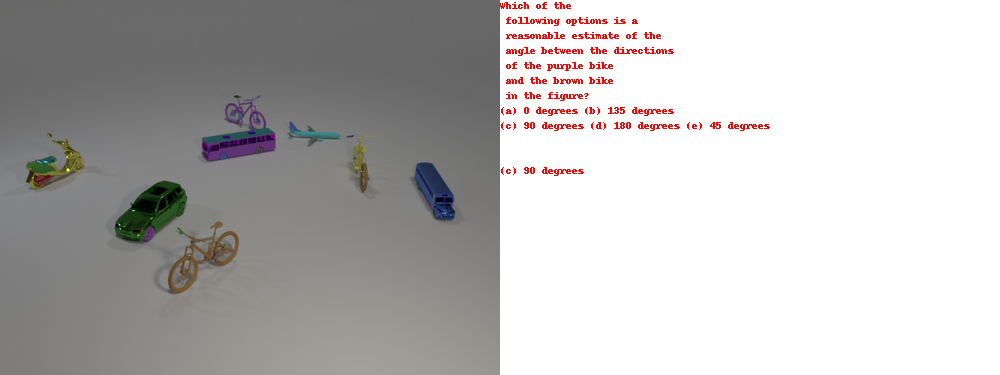 Which of the
following options is a
reasonable estimate of the
angle between the directions
of the purple bike
and the brown bike
in the figure?
(a) 0 degrees (b) 135 degrees
(c) 90 degrees (d) 180 degrees (e) 45 degrees
(c) 90 degrees